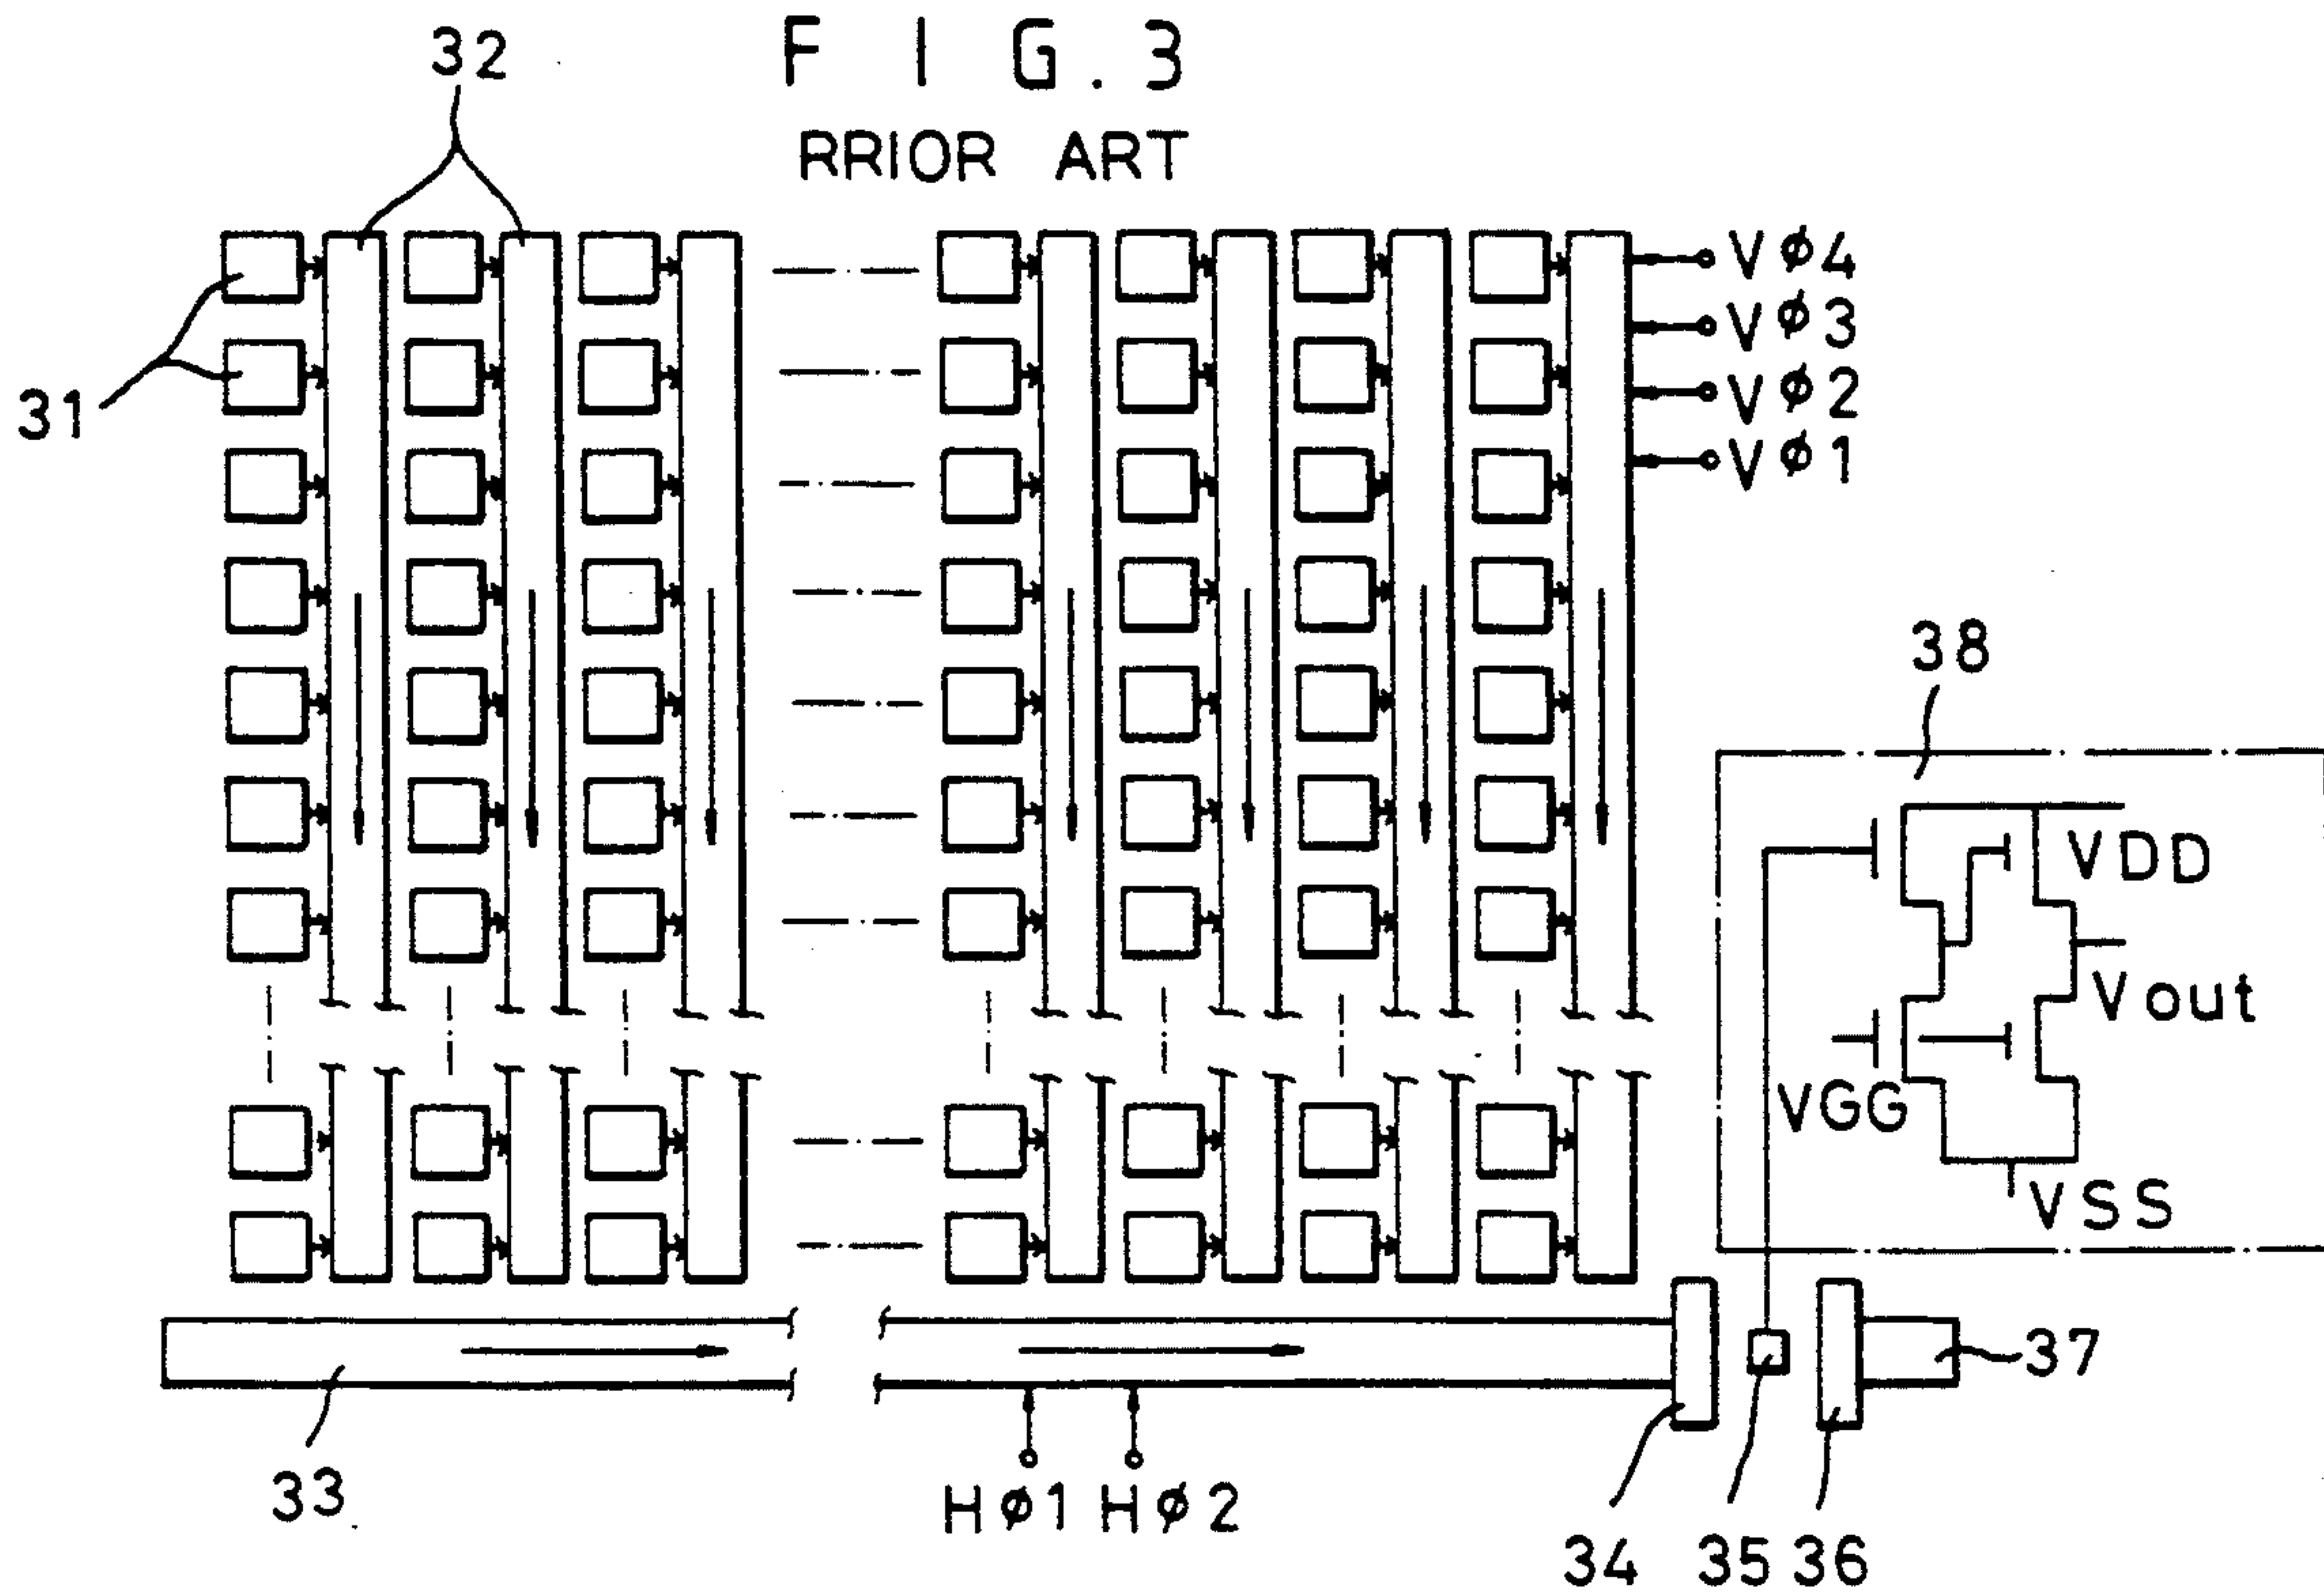 FIG.3
RRIOR ART
32
31
Vφ4
Vφ3
Vφ2
Vφ1
38
VDD
Vout
VGG
VSS
37
33
Hφ1 Hφ2
34 35 36